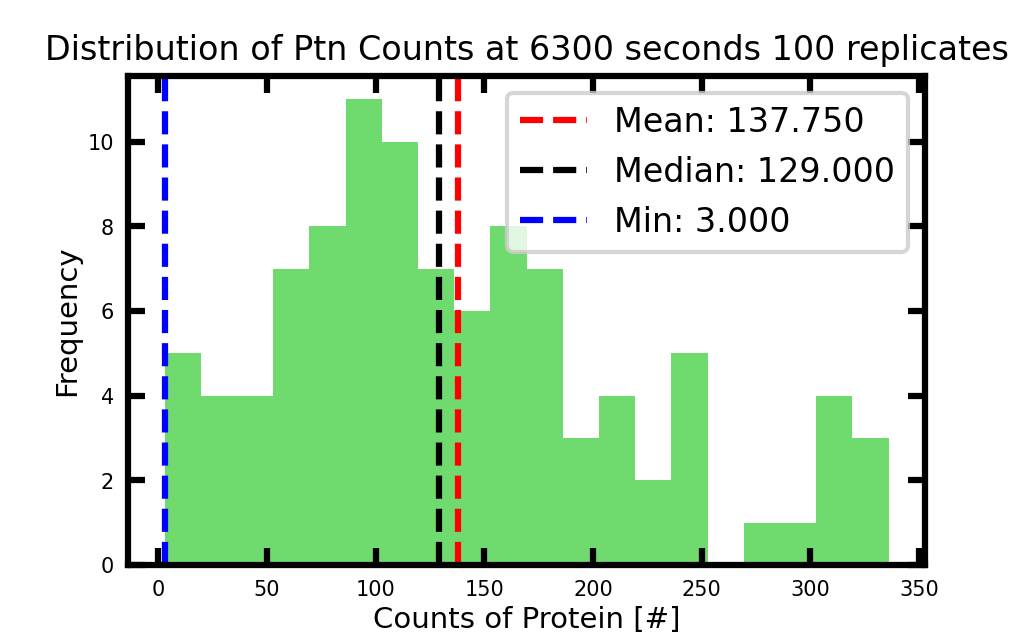 Distribution of Ptn Counts at 6300 seconds 100 replicates
Mean: 137.750
Median: 129.000
Min: 3.000
Frequency
10
8
6
4
2
0
0 50 100 150 200 250 300 350
Counts of Protein [#]